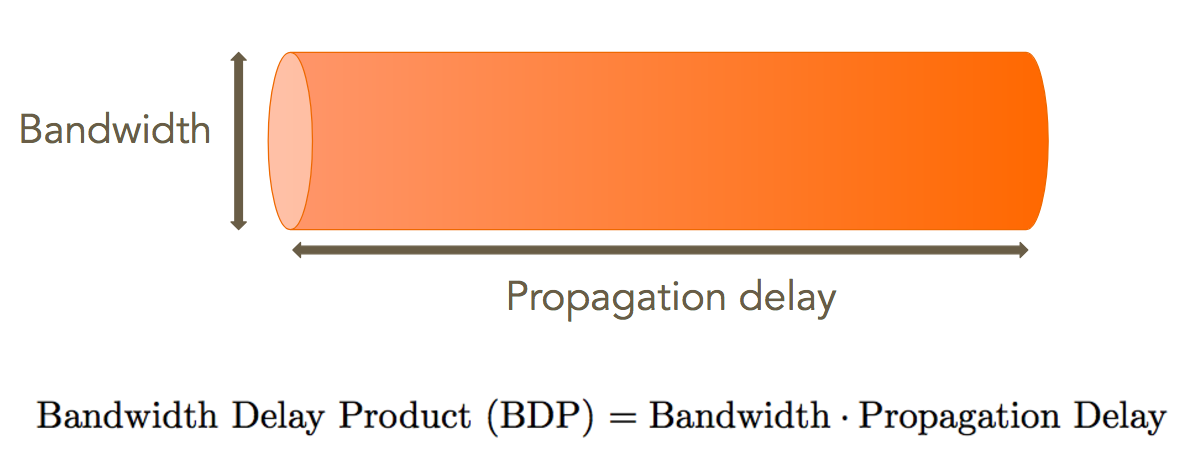 Bandwidth
Propagation delay
Bandwidth Delay Product (BDP) = Bandwidth · Propagation Delay